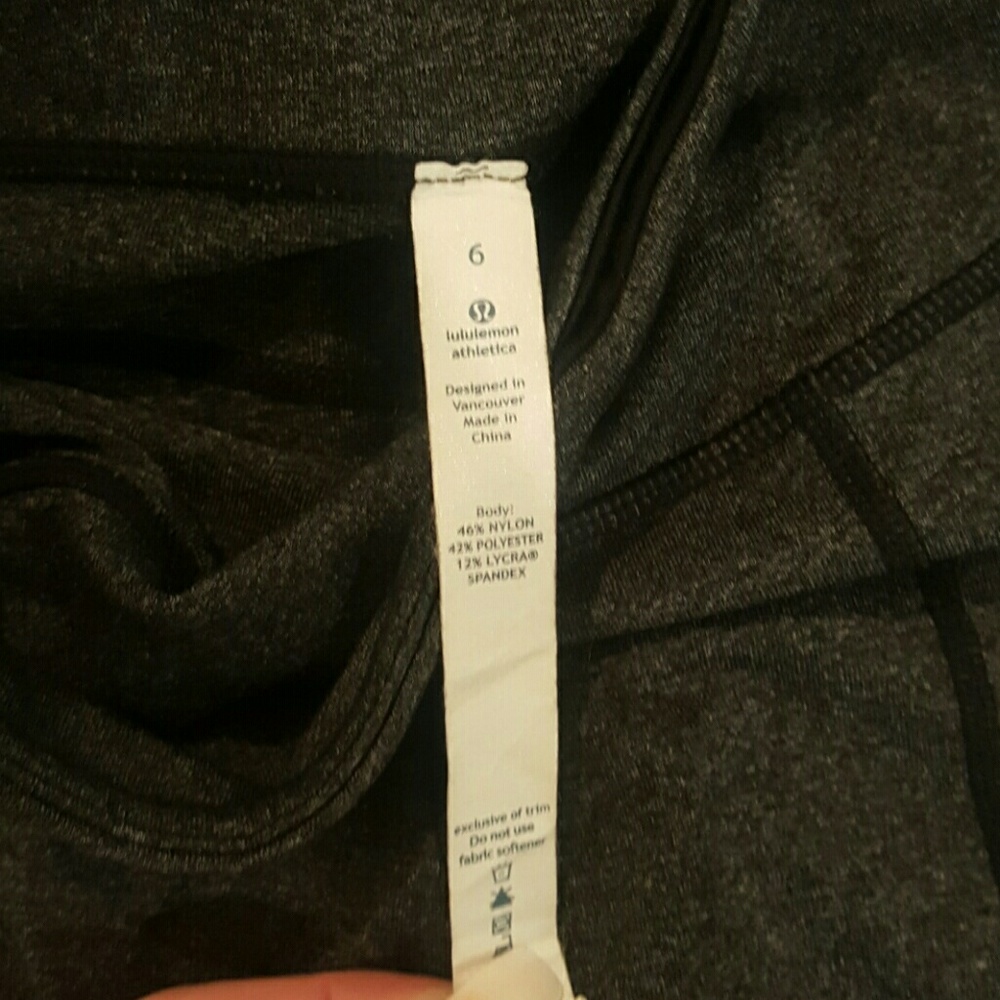 6
lululemon
athletica
Designed in
Vancouver
Made in
China
Body:
46% NYLON
42% POLYESTER
12% LYCRA®
SPANDEX
exclusive of trim
Do not use
fabric softener